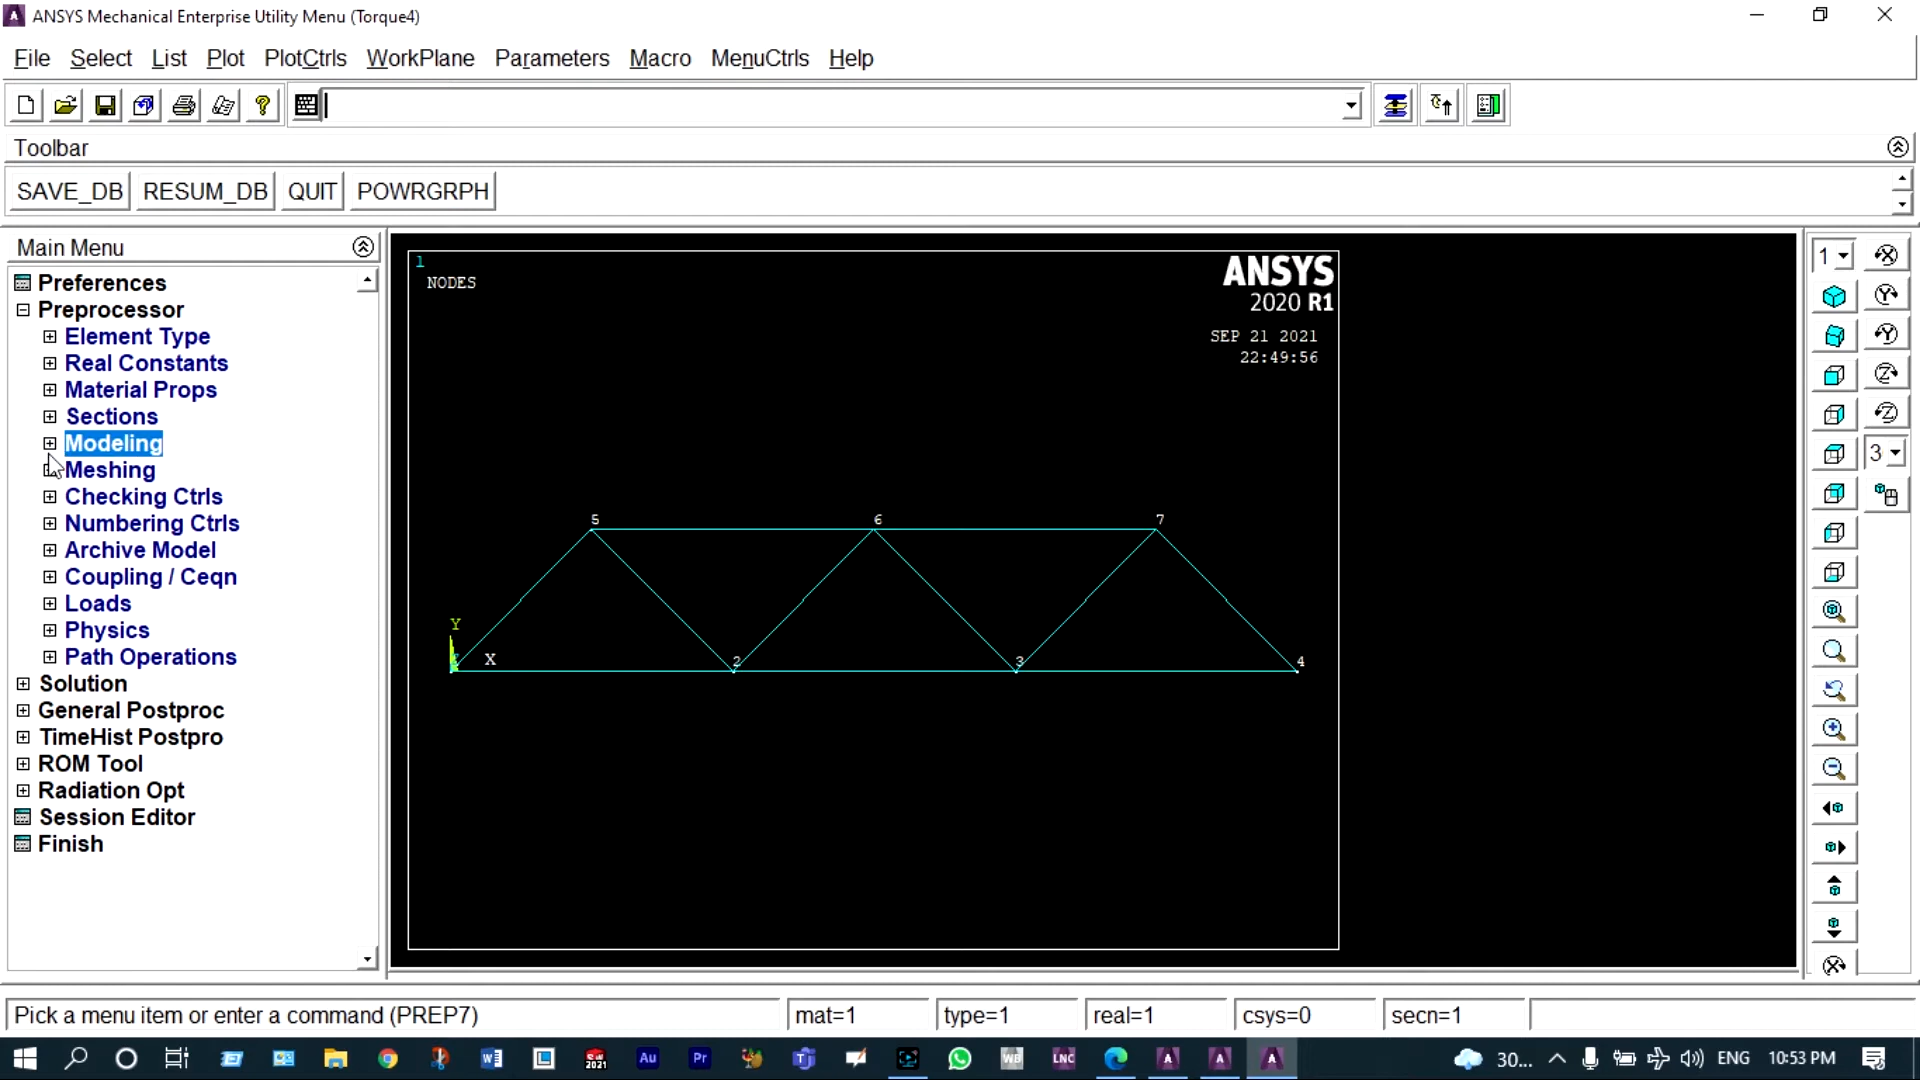 ANSYS Mechanical Enterprise Utility Menu (Torque4)
File Select List Plot PlotCtrls WorkPlane Parameters Macro MenuCtrls Help
Toolbar
SAVE_DB RESUM_DB QUIT POWRGRPH
Main Menu
Preferences
Preprocessor
Element Type
Real Constants
Material Props
Sections
Modeling
Meshing
Checking Ctrls
Numbering Ctrls
Archive Model
Coupling / Ceqn
Loads
Physics
Path Operations
Solution
General Postproc
TimeHist Postpro
ROM Tool
Radiation Opt
Session Editor
Finish
1
NODES
ANSYS
2020 R1
SEP 21 2021
22:49:56
5 6 7
Y
X 2 3 4
1
3
Pick a menu item or enter a command (PREP7) mat=1 type=1 real=1 csys=0 secn=1
30... ENG 10:53 PM